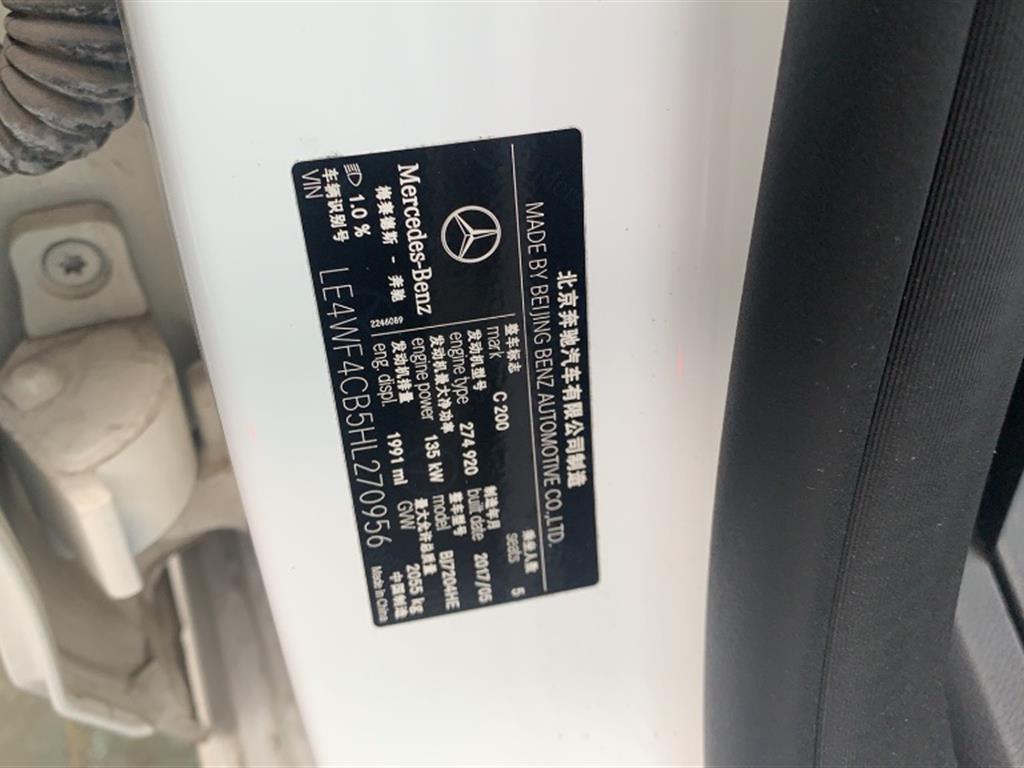 北京奔驰汽车有限公司制造
MADE BY BEIJING BENZ AUTOMOTIVE CO.,LTD.
Mercedes-Benz
梅赛德斯 - 奔驰
2246089
整车标志
mark C 200
乘坐人数
seats 5
发动机型号
engine type 274 920
制造年月
built date 2017/05
发动机最大净功率
engine power 135 kW
整车型号
model BJ7204HE
发动机排量
eng. displ. 1991 ml
最大允许总质量
GVW 2055 kg
1.0 %
中国制造
Made in China
车辆识别号
VIN LE4WF4CB5HL270956